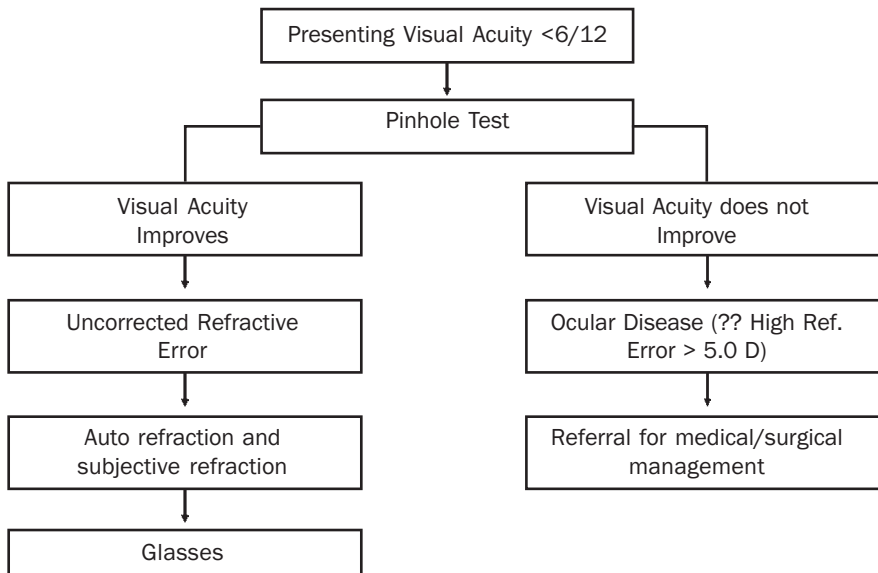 Presenting Visual Acuity <6/12
Pinhole Test
Visual Acuity
Improves
Uncorrected Refractive
Error
Auto refraction and
subjective refraction
Glasses
Visual Acuity does not
Improve
Ocular Disease (?? High Ref.
Error > 5.0 D)
Referral for medical/surgical
management